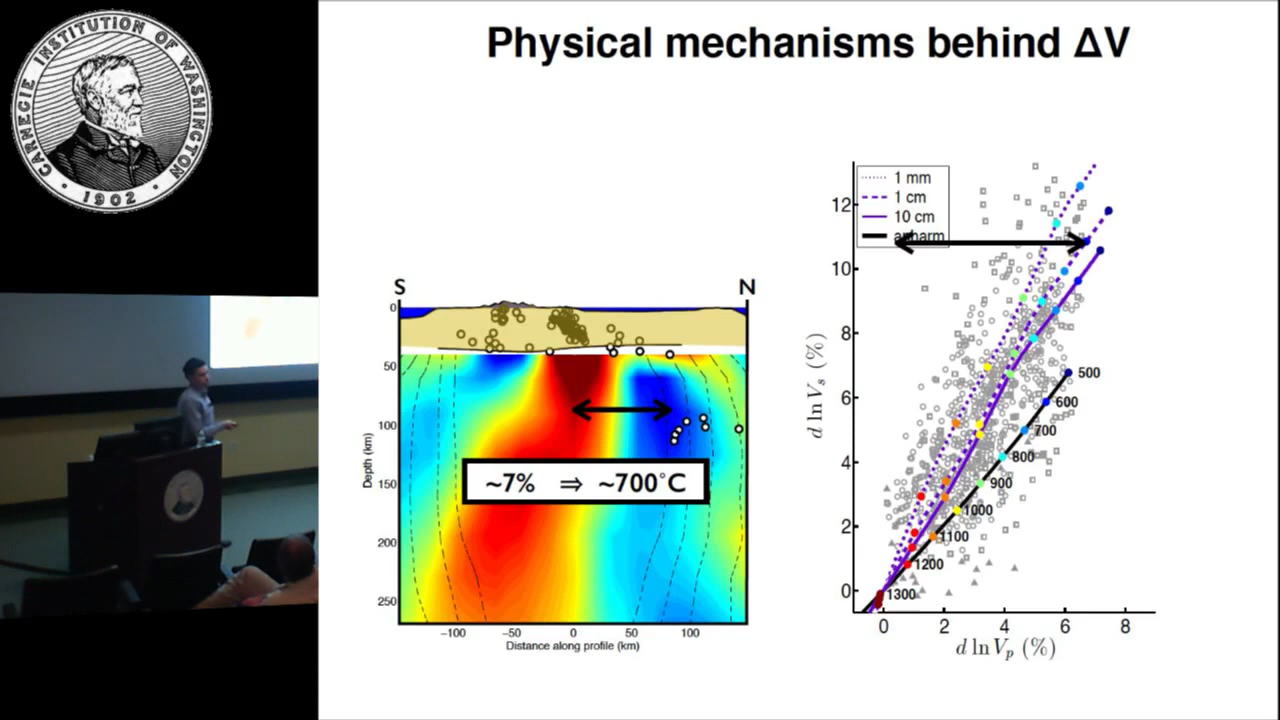 CARNEGIE INSTITUTION OF WASHINGTON
· 1902 ·
Physical mechanisms behind ΔV
S
N
0
50
100
150
200
250
Depth (km)
~7% ⇒ ~700°C
−100
−50
0
50
100
Distance along profile (km)
1 mm
1 cm
10 cm
anharm
12
10
8
6
4
2
0
d ln Vs (%)
500
600
700
800
900
1000
1100
1200
1300
0
2
4
6
8
d ln Vp (%)